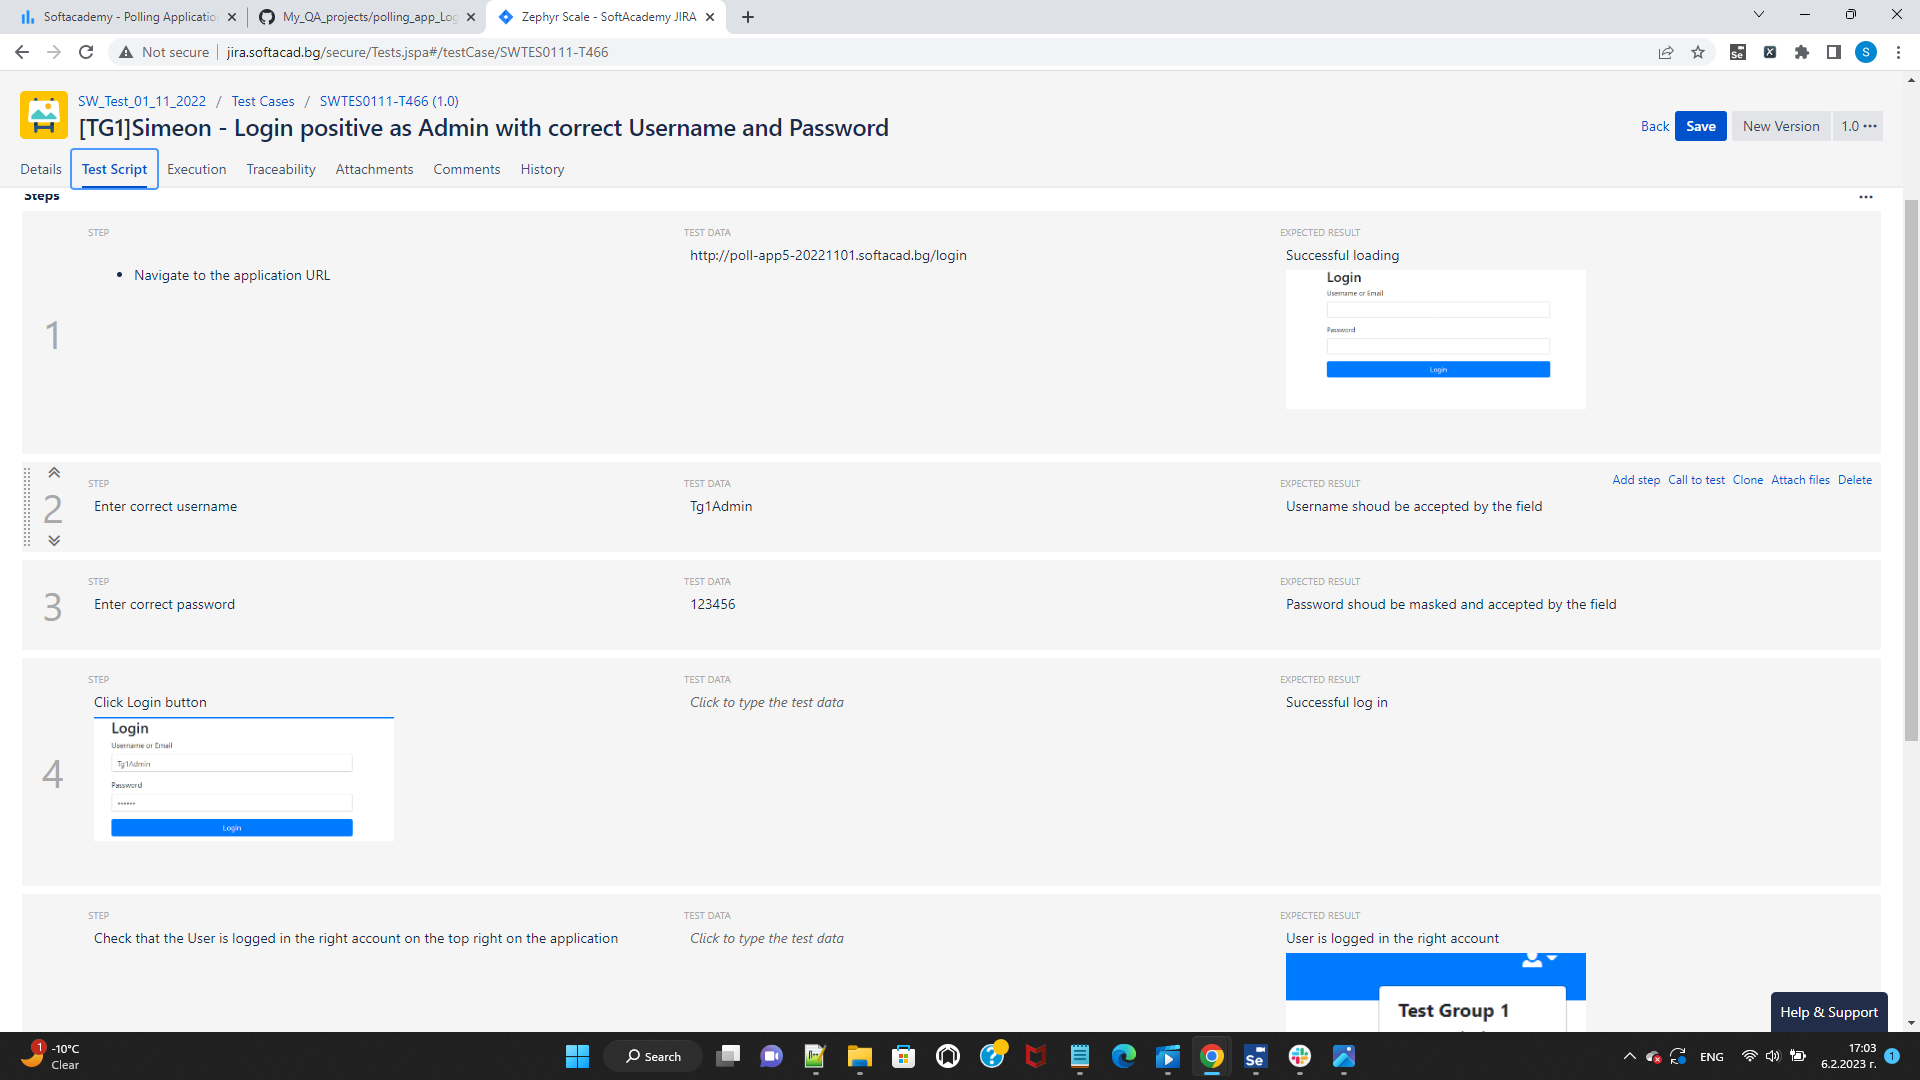 Softacademy - Polling Application
My_QA_projects/polling_app_Log
Zephyr Scale - SoftAcademy JIRA
Not secure
jira.softacad.bg/secure/Tests.jspa#/testCase/SWTES0111-T466
Se
X
S
SW_Test_01_11_2022 / Test Cases / SWTES0111-T466 (1.0)
[TG1]Simeon - Login positive as Admin with correct Username and Password
Back
Save
New Version
1.0
Details
Test Script
Execution
Traceability
Attachments
Comments
History
Steps
1
STEP
Navigate to the application URL
TEST DATA
http://poll-app5-20221101.softacad.bg/login
EXPECTED RESULT
Successful loading
Login
Username or Email
Password
Login
2
STEP
Enter correct username
TEST DATA
Tg1Admin
EXPECTED RESULT
Username shoud be accepted by the field
Add step
Call to test
Clone
Attach files
Delete
3
STEP
Enter correct password
TEST DATA
123456
EXPECTED RESULT
Password shoud be masked and accepted by the field
4
STEP
Click Login button
Login
Username or Email
Tg1Admin
Password
Login
TEST DATA
Click to type the test data
EXPECTED RESULT
Successful log in
STEP
Check that the User is logged in the right account on the top right on the application
TEST DATA
Click to type the test data
EXPECTED RESULT
User is logged in the right account
Test Group 1
Help & Support
1
-10°C
Clear
Search
Se
ENG
17:03
6.2.2023 г.
1